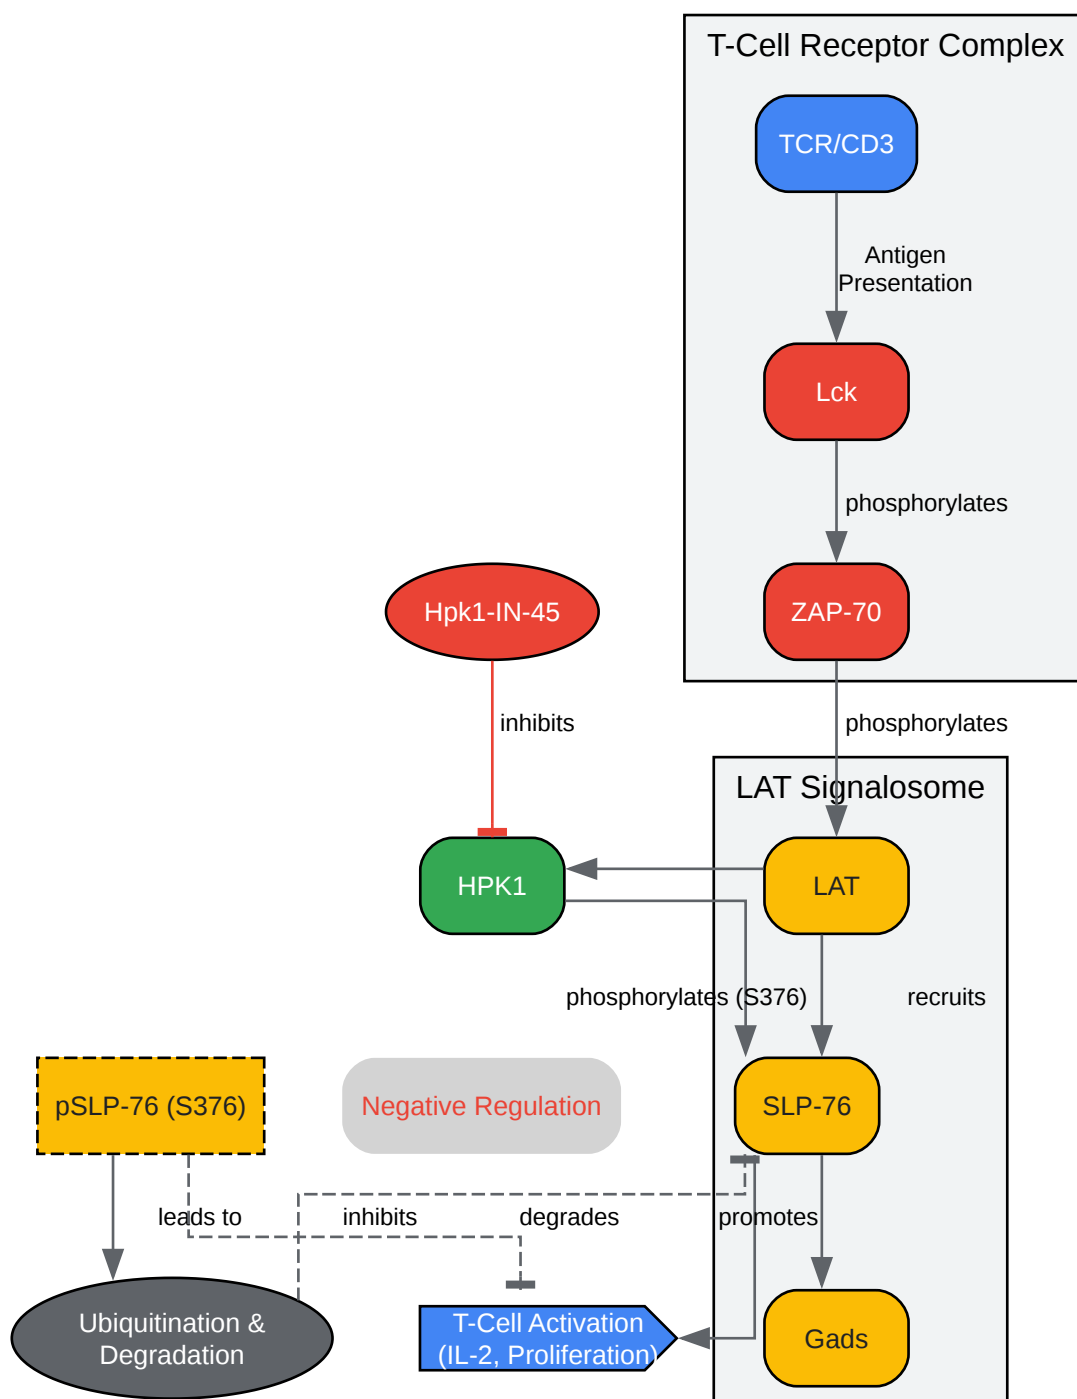 T-Cell Receptor Complex
TCR/CD3
Antigen
Presentation
Lck
phosphorylates
Hpk1-IN-45
ZAP-70
inhibits
phosphorylates
LAT Signalosome
HPK1
LAT
phosphorylates (S376)
recruits
pSLP-76 (S376)
Negative Regulation
SLP-76
leads to
inhibits
degrades
promotes
Ubiquitination &
Degradation
T-Cell Activation
(IL-2, Proliferation)
Gads